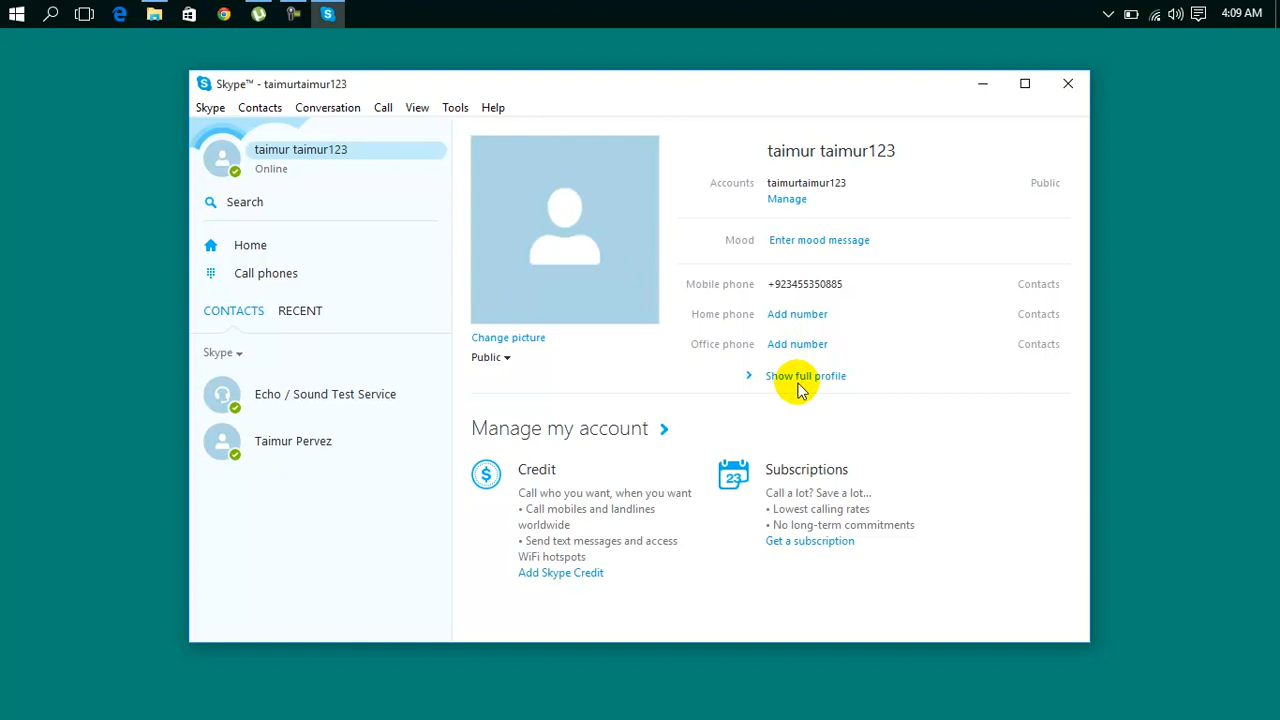 4:09 AM
Skype™ - taimurtaimur123
Skype Contacts Conversation Call View Tools Help
taimur taimur123
Online
Search
Home
Call phones
CONTACTS RECENT
Skype
Echo / Sound Test Service
Taimur Pervez
Change picture
Public
taimur taimur123
Accounts taimurtaimur123 Public
Manage
Mood Enter mood message
Mobile phone +923455350885 Contacts
Home phone Add number Contacts
Office phone Add number Contacts
Show full profile
Manage my account
Credit
Call who you want, when you want
• Call mobiles and landlines
worldwide
• Send text messages and access
WiFi hotspots
Add Skype Credit
23
Subscriptions
Call a lot? Save a lot...
• Lowest calling rates
• No long-term commitments
Get a subscription